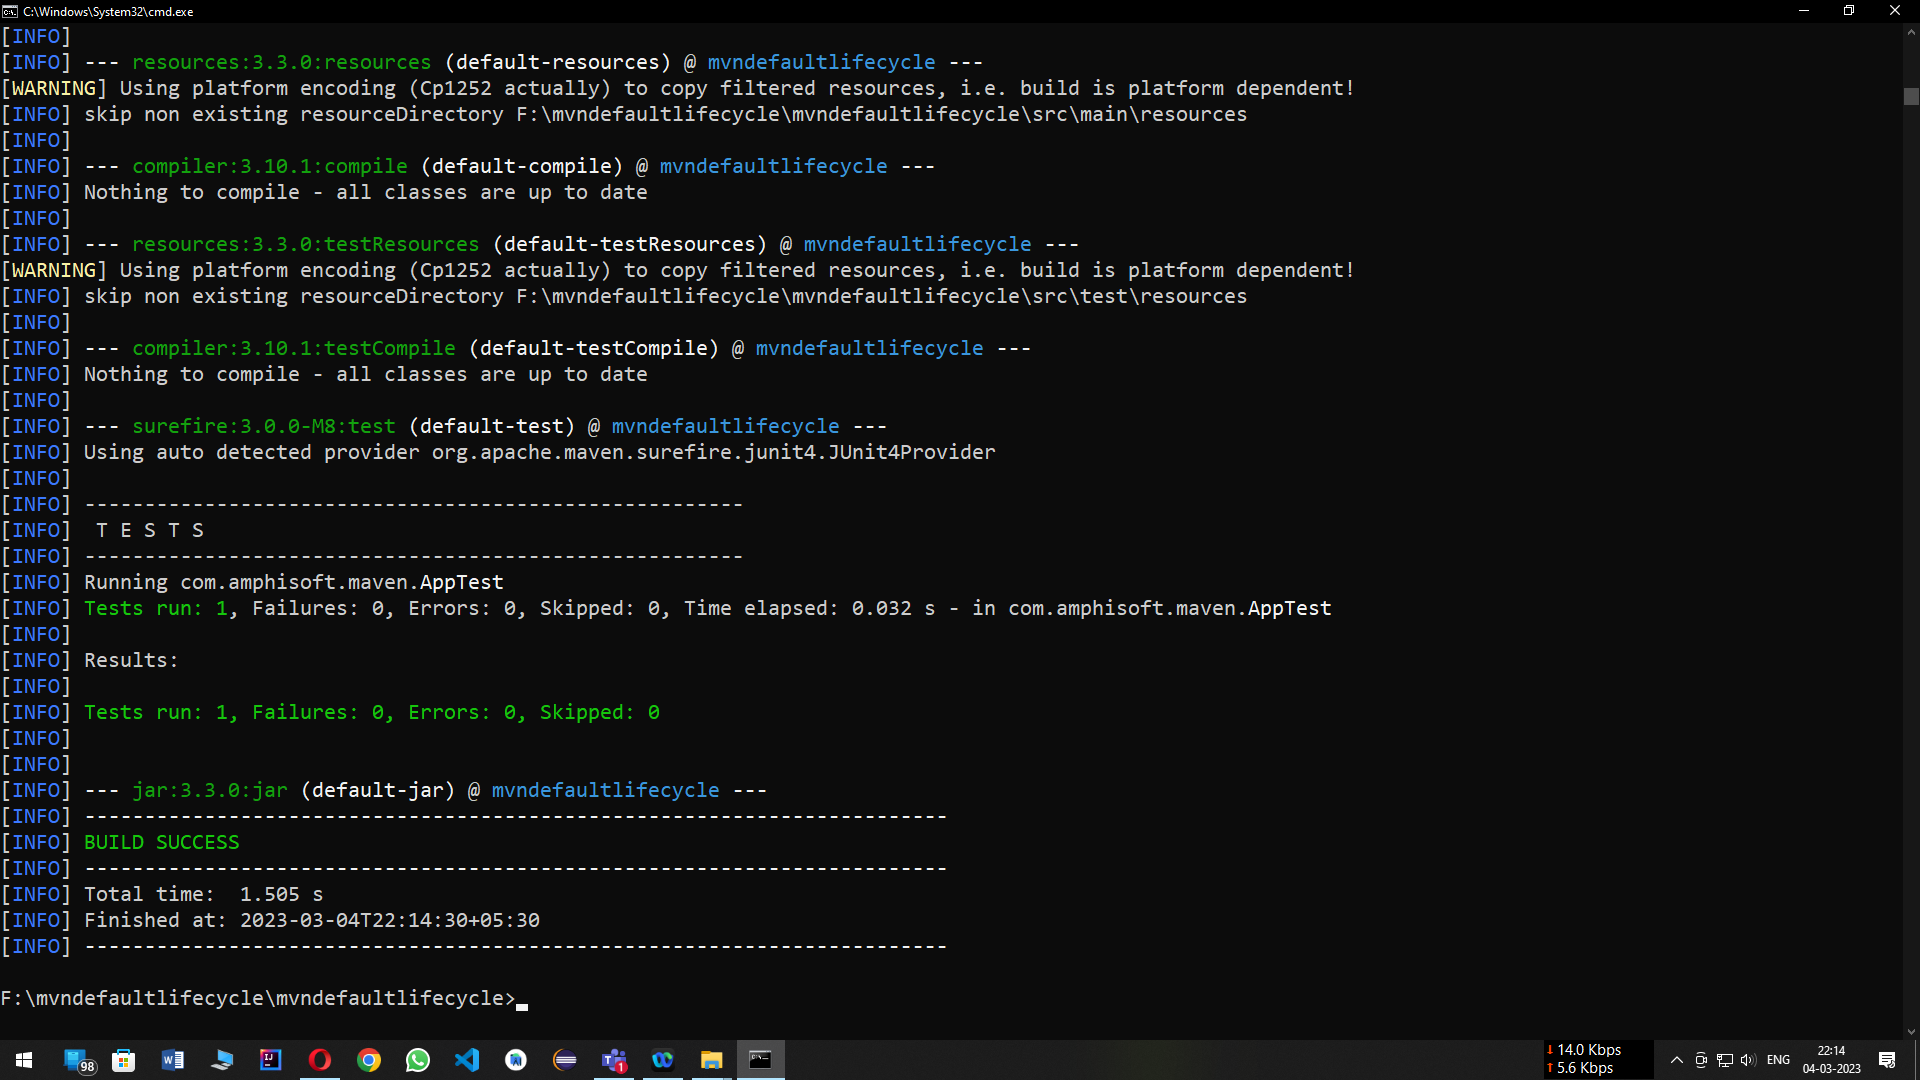 C:\Windows\System32\cmd.exe
[INFO]
[INFO] --- resources:3.3.0:resources (default-resources) @ mvndefaultlifecycle ---
[WARNING] Using platform encoding (Cp1252 actually) to copy filtered resources, i.e. build is platform dependent!
[INFO] skip non existing resourceDirectory F:\mvndefaultlifecycle\mvndefaultlifecycle\src\main\resources
[INFO]
[INFO] --- compiler:3.10.1:compile (default-compile) @ mvndefaultlifecycle ---
[INFO] Nothing to compile - all classes are up to date
[INFO]
[INFO] --- resources:3.3.0:testResources (default-testResources) @ mvndefaultlifecycle ---
[WARNING] Using platform encoding (Cp1252 actually) to copy filtered resources, i.e. build is platform dependent!
[INFO] skip non existing resourceDirectory F:\mvndefaultlifecycle\mvndefaultlifecycle\src\test\resources
[INFO]
[INFO] --- compiler:3.10.1:testCompile (default-testCompile) @ mvndefaultlifecycle ---
[INFO] Nothing to compile - all classes are up to date
[INFO]
[INFO] --- surefire:3.0.0-M8:test (default-test) @ mvndefaultlifecycle ---
[INFO] Using auto detected provider org.apache.maven.surefire.junit4.JUnit4Provider
[INFO]
[INFO] -------------------------------------------------------
[INFO]  T E S T S
[INFO] -------------------------------------------------------
[INFO] Running com.amphisoft.maven.AppTest
[INFO] Tests run: 1, Failures: 0, Errors: 0, Skipped: 0, Time elapsed: 0.032 s - in com.amphisoft.maven.AppTest
[INFO]
[INFO] Results:
[INFO]
[INFO] Tests run: 1, Failures: 0, Errors: 0, Skipped: 0
[INFO]
[INFO]
[INFO] --- jar:3.3.0:jar (default-jar) @ mvndefaultlifecycle ---
[INFO] ------------------------------------------------------------------------
[INFO] BUILD SUCCESS
[INFO] ------------------------------------------------------------------------
[INFO] Total time:  1.505 s
[INFO] Finished at: 2023-03-04T22:14:30+05:30
[INFO] ------------------------------------------------------------------------
F:\mvndefaultlifecycle\mvndefaultlifecycle>
98
1
14.0 Kbps
5.6 Kbps
ENG
22:14
04-03-2023